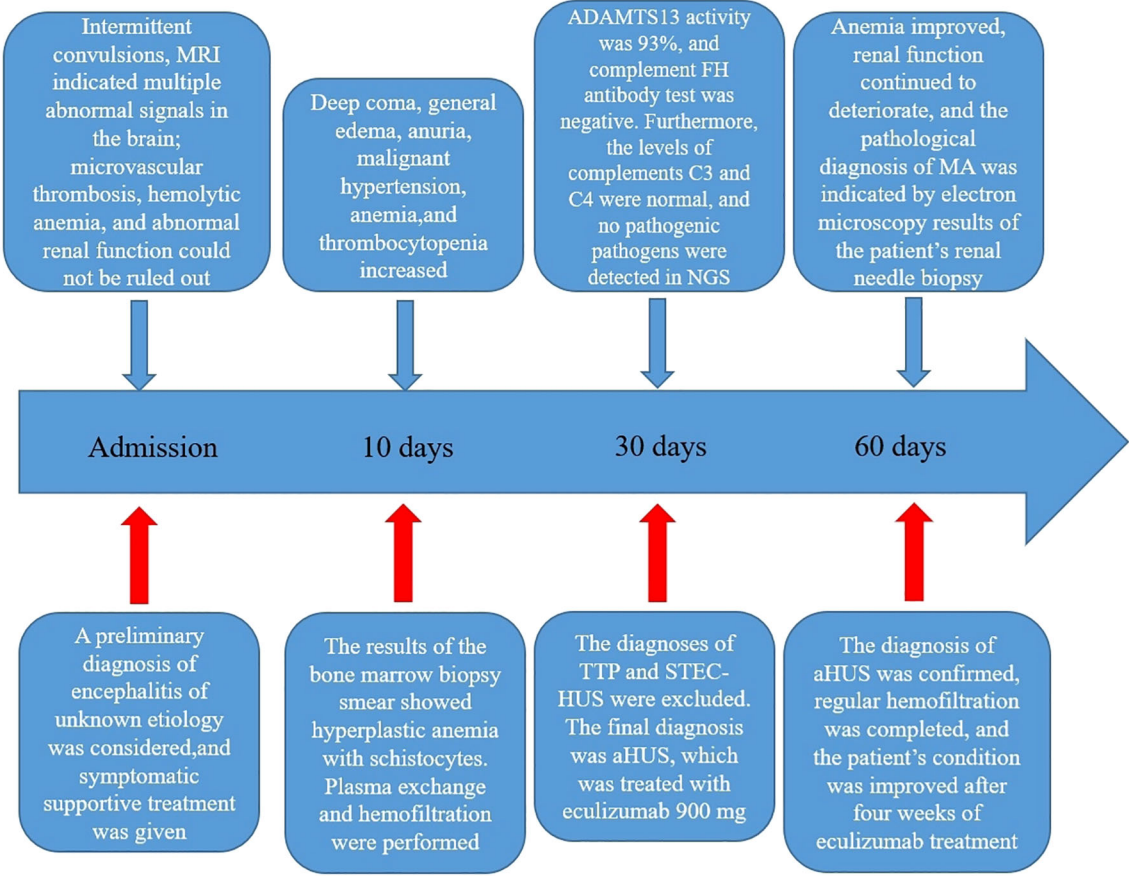 Intermittent
convulsions, MRI
indicated multiple
abnormal signals in
the brain;
microvascular
thrombosis, hemolytic
anemia, and abnormal
renal function could
not be ruled out
Deep coma, general
edema, anuria,
malignant
hypertension,
anemia,and
thrombocytopenia
increased
ADAMTS13 activity
was 93%, and
complement FH
antibody test was
negative. Furthermore,
the levels of
complements C3 and
C4 were normal, and
no pathogenic
pathogens were
detected in NGS
Anemia improved,
renal function
continued to
deteriorate, and the
pathological
diagnosis of MA was
indicated by electron
microscopy results of
the patient’s renal
needle biopsy
Admission
10 days
30 days
60 days
A preliminary
diagnosis of
encephalitis of
unknown etiology
was considered,and
symptomatic
supportive treatment
was given
The results of the
bone marrow biopsy
smear showed
hyperplastic anemia
with schistocytes.
Plasma exchange
and hemofiltration
were performed
The diagnoses of
TTP and STEC-
HUS were excluded.
The final diagnosis
was aHUS, which
was treated with
eculizumab 900 mg
The diagnosis of
aHUS was confirmed,
regular hemofiltration
was completed, and
the patient’s condition
was improved after
four weeks of
eculizumab treatment